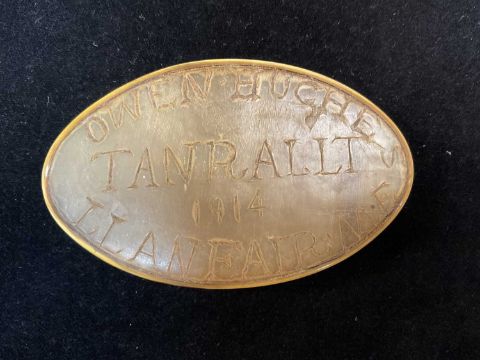 OWEN HUGHES
TANRALLT
1914
LLANFAIR.N.F